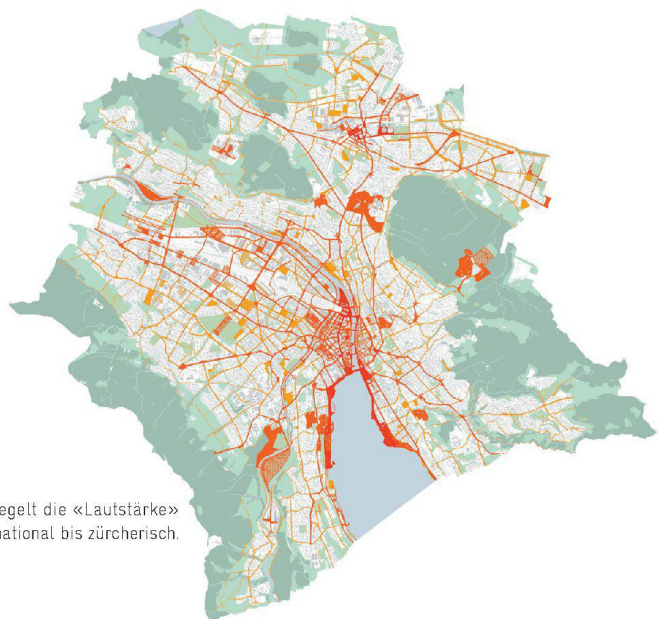 egelt die «Lautstärke»
national bis zürcherisch.